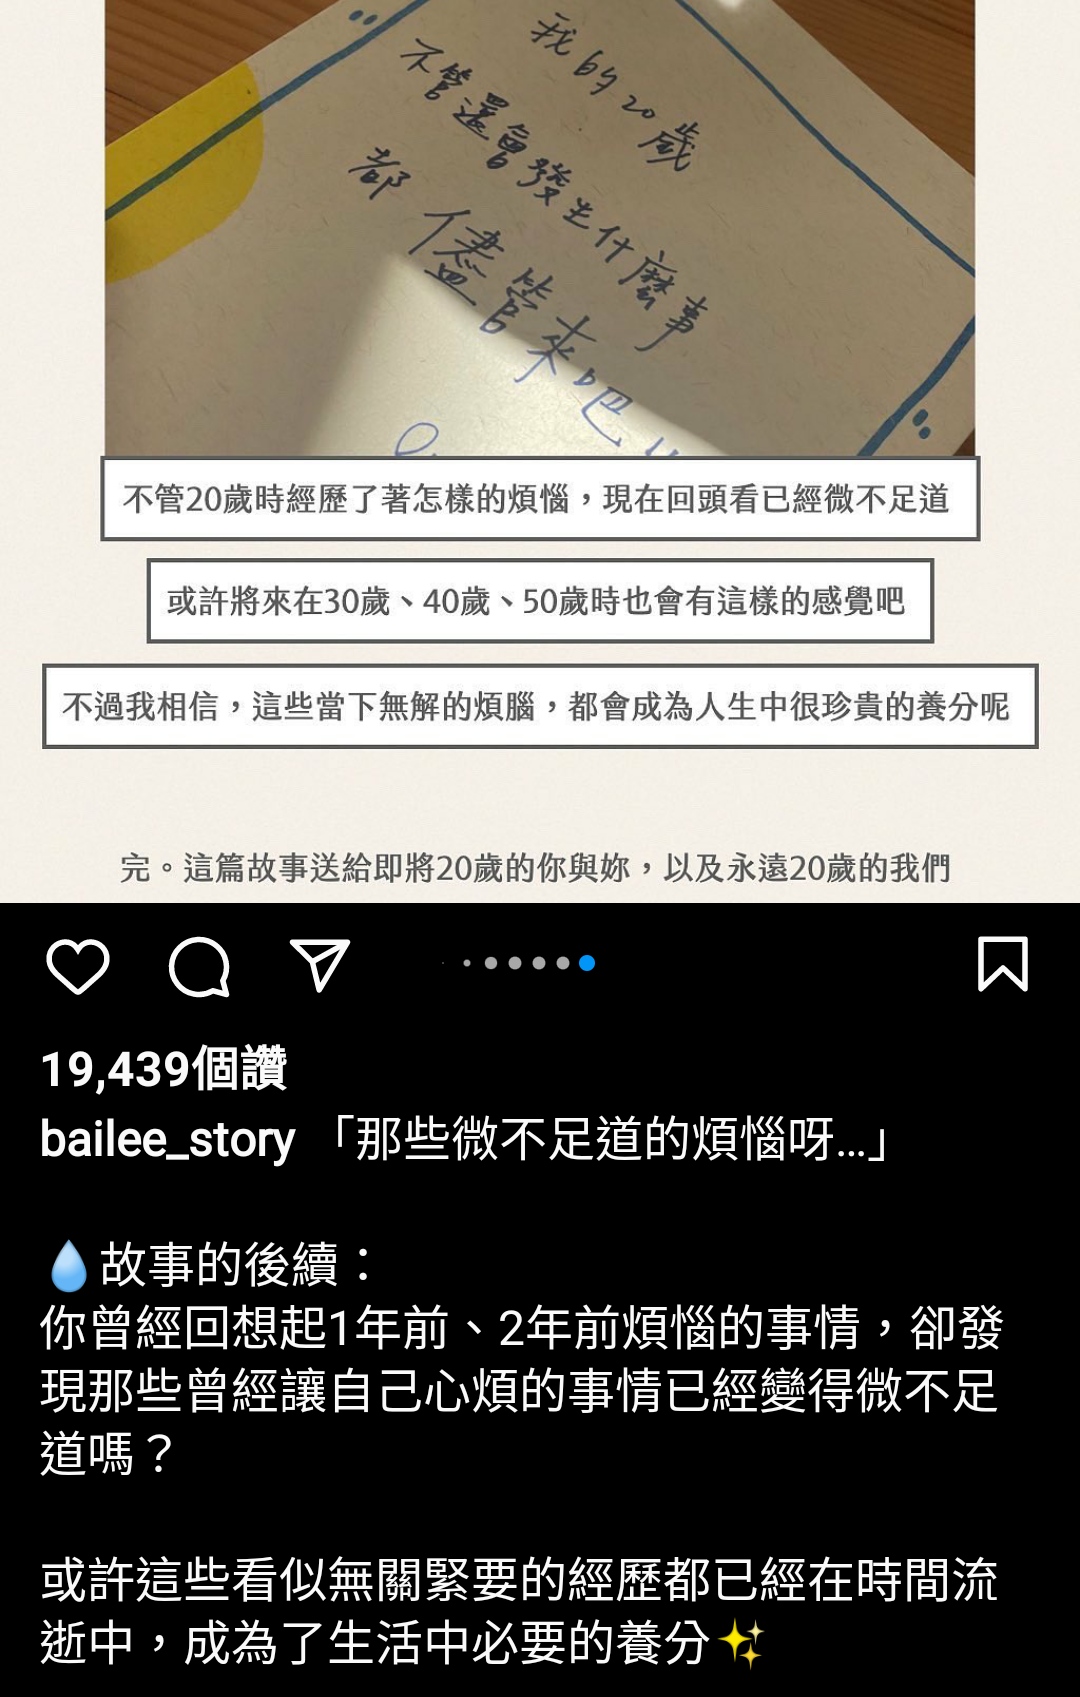 我的20歲
不管還會發生什麼事
都儘管來吧
不管20歲時經歷了著怎樣的煩惱，現在回頭看已經微不足道
或許將來在30歲、40歲、50歲時也會有這樣的感覺吧
不過我相信，這些當下無解的煩腦，都會成為人生中很珍貴的養分呢
完。這篇故事送給即將20歲的你與妳，以及永遠20歲的我們
19,439個讚
bailee_story 「那些微不足道的煩惱呀...」
💧故事的後續：
你曾經回想起1年前、2年前煩惱的事情，卻發
現那些曾經讓自己心煩的事情已經變得微不足
道嗎？
或許這些看似無關緊要的經歷都已經在時間流
逝中，成為了生活中必要的養分✨